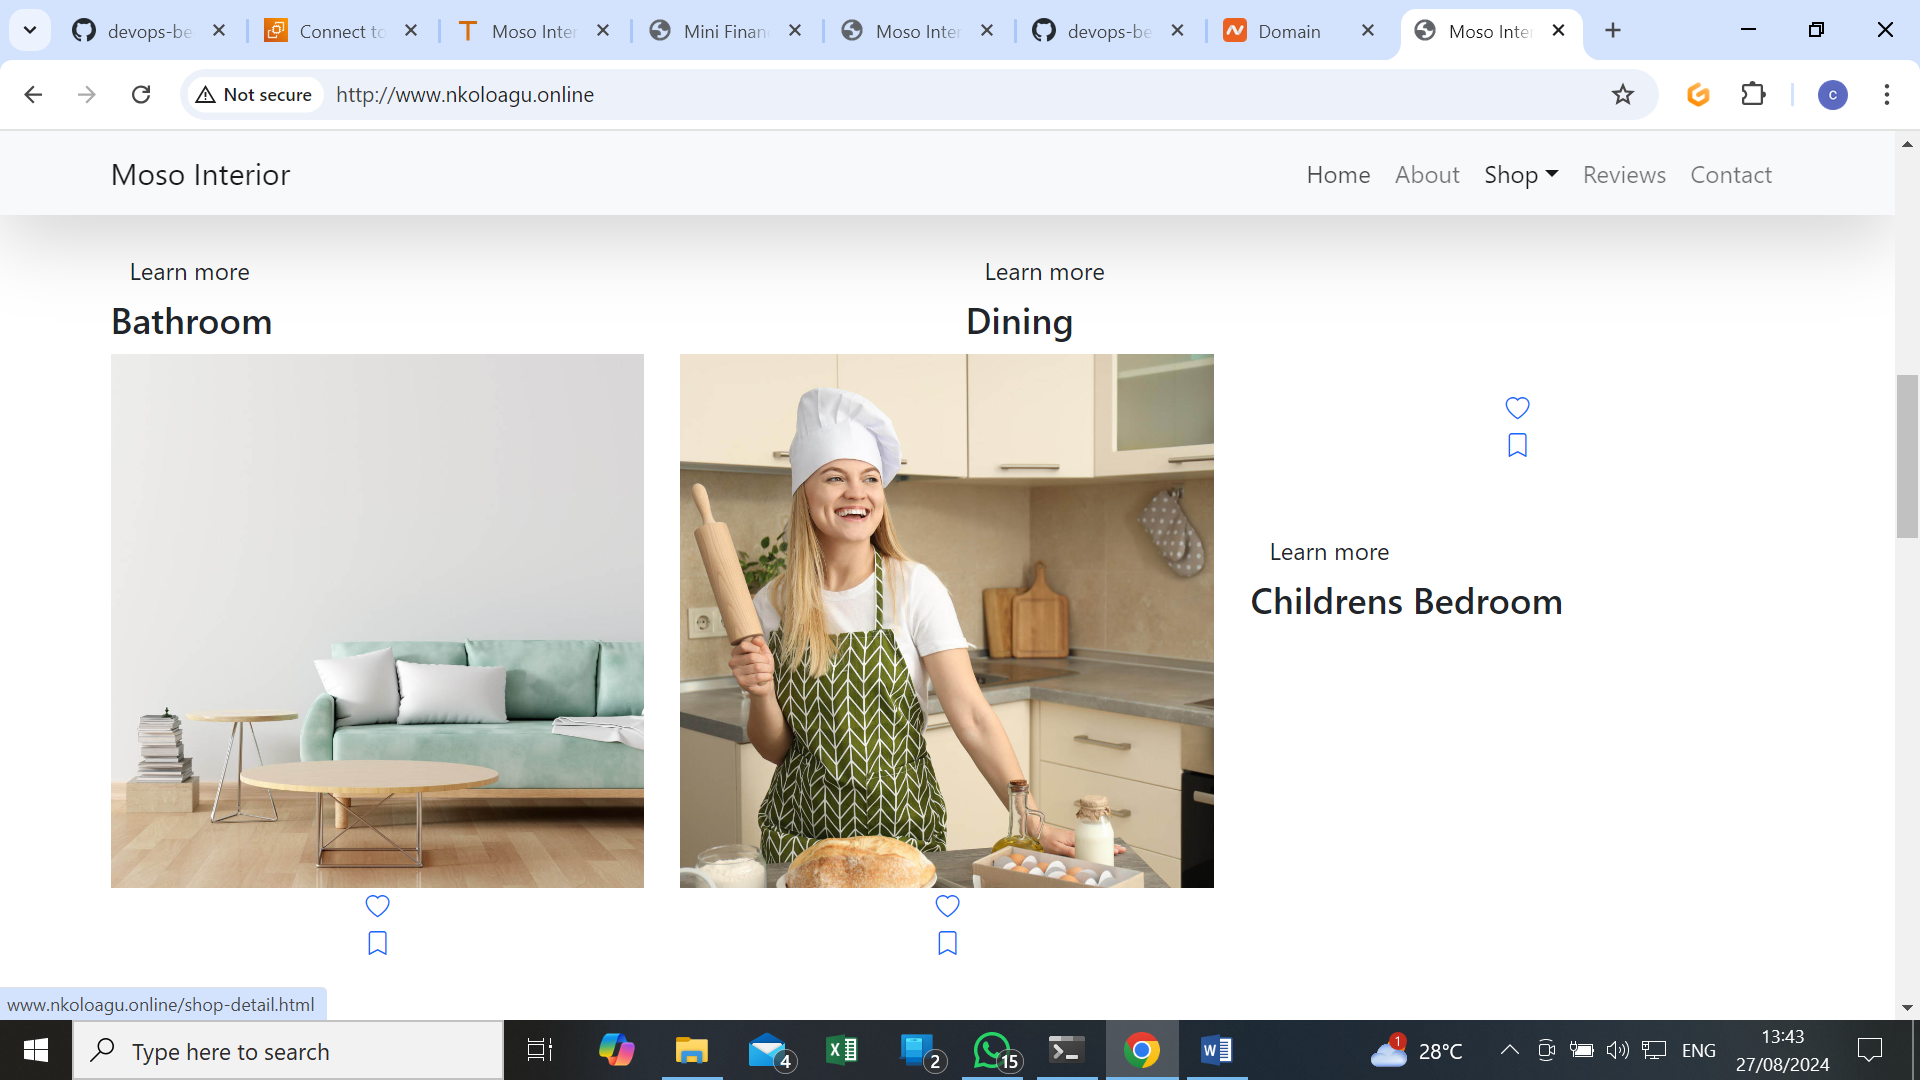 devops-be
Connect to
Moso Inter
Mini Finan
Moso Inter
devops-be
Domain
Moso Inter
Not secure
http://www.nkoloagu.online
c
Moso Interior
Home
About
Shop
Reviews
Contact
Learn more
Bathroom
Learn more
Dining
Learn more
Childrens Bedroom
www.nkoloagu.online/shop-detail.html
Type here to search
4
2
15
1
28°C
ENG
13:43
27/08/2024